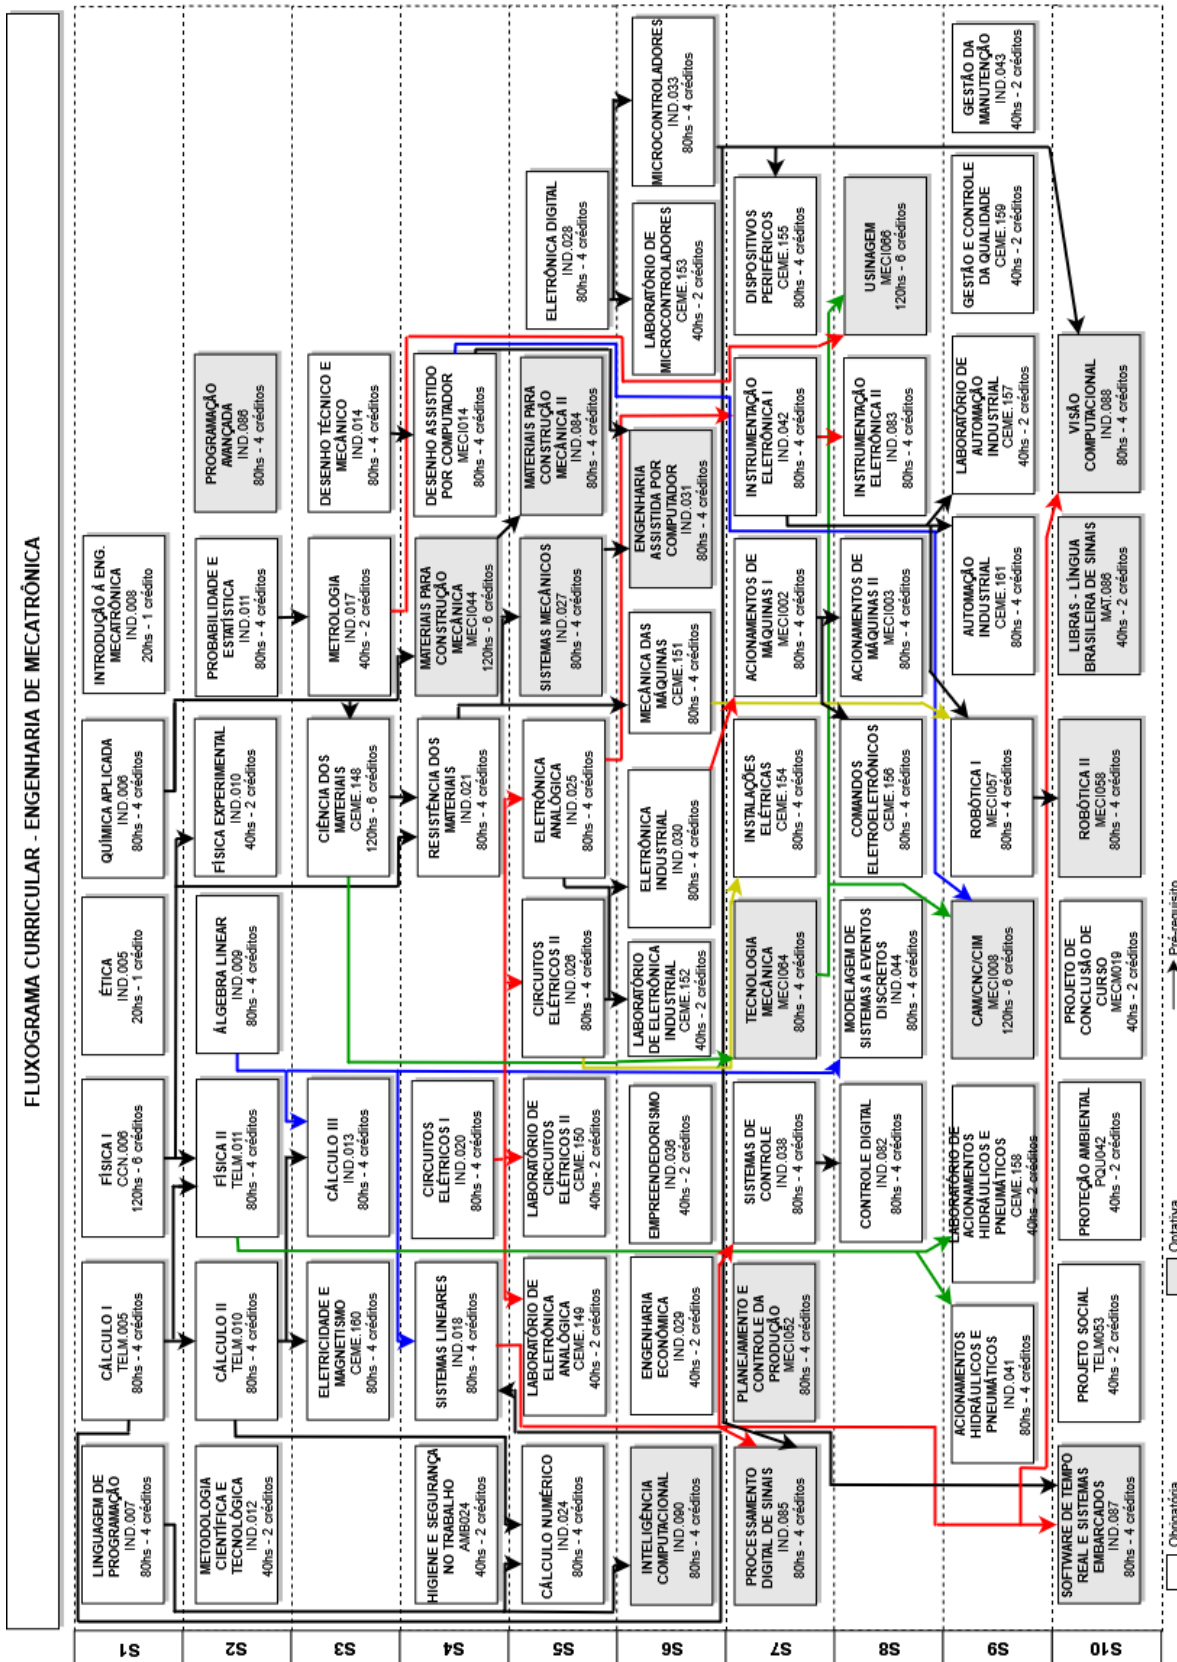 FLUXOGRAMA CURRICULAR - ENGENHARIA DE MECATRÔNICA
S1
LINGUAGEM DE
PROGRAMAÇÃO
IND.007
80hs - 4 créditos
CÁLCULO I
TELM.005
80hs - 4 créditos
FÍSICA I
CCN.006
120hs - 6 créditos
ÉTICA
IND.005
20hs - 1 crédito
QUÍMICA APLICADA
IND.006
80hs - 4 créditos
INTRODUÇÃO À ENG.
MECATRÔNICA
IND.008
20hs - 1 crédito
S2
METODOLOGIA
CIENTÍFICA E
TECNOLÓGICA
IND.012
40hs - 2 créditos
CÁLCULO II
TELM.010
80hs - 4 créditos
FÍSICA II
TELM.011
80hs - 4 créditos
ÁLGEBRA LINEAR
IND.009
80hs - 4 créditos
FÍSICA EXPERIMENTAL
IND.010
40hs - 2 créditos
PROBABILIDADE E
ESTATÍSTICA
IND.011
80hs - 4 créditos
PROGRAMAÇÃO
AVANÇADA
IND.086
80hs - 4 créditos
S3
ELETRICIDADE E
MAGNETISMO
CEME.160
80hs - 4 créditos
CÁLCULO III
IND.013
80hs - 4 créditos
CIÊNCIA DOS
MATERIAIS
CEME.148
120hs - 6 créditos
METROLOGIA
IND.017
40hs - 2 créditos
DESENHO TÉCNICO E
MECÂNICO
IND.014
80hs - 4 créditos
S4
HIGIENE E SEGURANÇA
NO TRABALHO
AMB024
40hs - 2 créditos
SISTEMAS LINEARES
IND.018
80hs - 4 créditos
CIRCUITOS
ELÉTRICOS I
IND.020
80hs - 4 créditos
RESISTÊNCIA DOS
MATERIAIS
IND.021
80hs - 4 créditos
MATERIAIS PARA
CONSTRUÇÃO
MECÂNICA
MECI044
120hs - 6 créditos
DESENHO ASSISTIDO
POR COMPUTADOR
MECI014
80hs - 4 créditos
S5
CÁLCULO NUMÉRICO
IND.024
80hs - 4 créditos
LABORATÓRIO DE
ELETRÔNICA
ANALÓGICA
CEME.149
40hs - 2 créditos
LABORATÓRIO DE
CIRCUITOS
ELÉTRICOS II
CEME.150
40hs - 2 créditos
CIRCUITOS
ELÉTRICOS II
IND.026
80hs - 4 créditos
ELETRÔNICA
ANALÓGICA
IND.025
80hs - 4 créditos
SISTEMAS MECÂNICOS
IND.027
80hs - 4 créditos
MATERIAIS PARA
CONSTRUÇÃO
MECÂNICA II
IND.084
80hs - 4 créditos
ELETRÔNICA DIGITAL
IND.028
80hs - 4 créditos
S6
INTELIGÊNCIA
COMPUTACIONAL
IND.090
80hs - 4 créditos
ENGENHARIA
ECONÔMICA
IND.029
40hs - 2 créditos
EMPREENDEDORISMO
IND.036
40hs - 2 créditos
LABORATÓRIO
DE ELETRÔNICA
INDUSTRIAL
CEME.152
40hs - 2 créditos
ELETRÔNICA
INDUSTRIAL
IND.030
80hs - 4 créditos
MECÂNICA DAS
MÁQUINAS
CEME.151
80hs - 4 créditos
ENGENHARIA
ASSISTIDA POR
COMPUTADOR
IND.031
80hs - 4 créditos
LABORATÓRIO DE
MICROCONTROLADORES
CEME.153
40hs - 2 créditos
MICROCONTROLADORES
IND.033
80hs - 4 créditos
S7
PROCESSAMENTO
DIGITAL DE SINAIS
IND.085
80hs - 4 créditos
PLANEJAMENTO E
CONTROLE DA
PRODUÇÃO
MECI052
80hs - 4 créditos
SISTEMAS DE
CONTROLE
IND.038
80hs - 4 créditos
TECNOLOGIA
MECÂNICA
MECI064
80hs - 4 créditos
INSTALAÇÕES
ELÉTRICAS
CEME.154
80hs - 4 créditos
ACIONAMENTOS DE
MÁQUINAS I
MECI002
80hs - 4 créditos
INSTRUMENTAÇÃO
ELETRÔNICA I
IND.042
80hs - 4 créditos
DISPOSITIVOS
PERIFÉRICOS
CEME.155
80hs - 4 créditos
S8
CONTROLE DIGITAL
IND.082
80hs - 4 créditos
MODELAGEM DE
SISTEMAS A EVENTOS
DISCRETOS
IND.044
80hs - 4 créditos
COMANDOS
ELETROELETRÔNICOS
CEME.156
80hs - 4 créditos
ACIONAMENTOS DE
MÁQUINAS II
MECI003
80hs - 4 créditos
INSTRUMENTAÇÃO
ELETRÔNICA II
IND.083
80hs - 4 créditos
USINAGEM
MECI066
120hs - 6 créditos
S9
ACIONAMENTOS
HIDRÁULICOS E
PNEUMÁTICOS
IND.041
80hs - 4 créditos
LABORATÓRIO DE
ACIONAMENTOS
HIDRÁULICOS E
PNEUMÁTICOS
CEME.158
40hs - 2 créditos
CAM/CNC/CIM
MECI008
120hs - 6 créditos
ROBÓTICA I
MECI057
80hs - 4 créditos
AUTOMAÇÃO
INDUSTRIAL
CEME.161
80hs - 4 créditos
LABORATÓRIO DE
AUTOMAÇÃO
INDUSTRIAL
CEME.157
40hs - 2 créditos
GESTÃO E CONTROLE
DA QUALIDADE
CEME.159
40hs - 2 créditos
GESTÃO DA
MANUTENÇÃO
IND.043
40hs - 2 créditos
S10
SOFTWARE DE TEMPO
REAL E SISTEMAS
EMBARCADOS
IND.087
80hs - 4 créditos
PROJETO SOCIAL
TELM053
40hs - 2 créditos
PROTEÇÃO AMBIENTAL
PQU042
40hs - 2 créditos
PROJETO DE
CONCLUSÃO DE
CURSO
MECM019
40hs - 2 créditos
ROBÓTICA II
MECI058
80hs - 4 créditos
LIBRAS - LÍNGUA
BRASILEIRA DE SINAIS
MAT.086
40hs - 2 créditos
VISÃO
COMPUTACIONAL
IND.088
80hs - 4 créditos
Obrigatória
Optativa
Pré-requisito